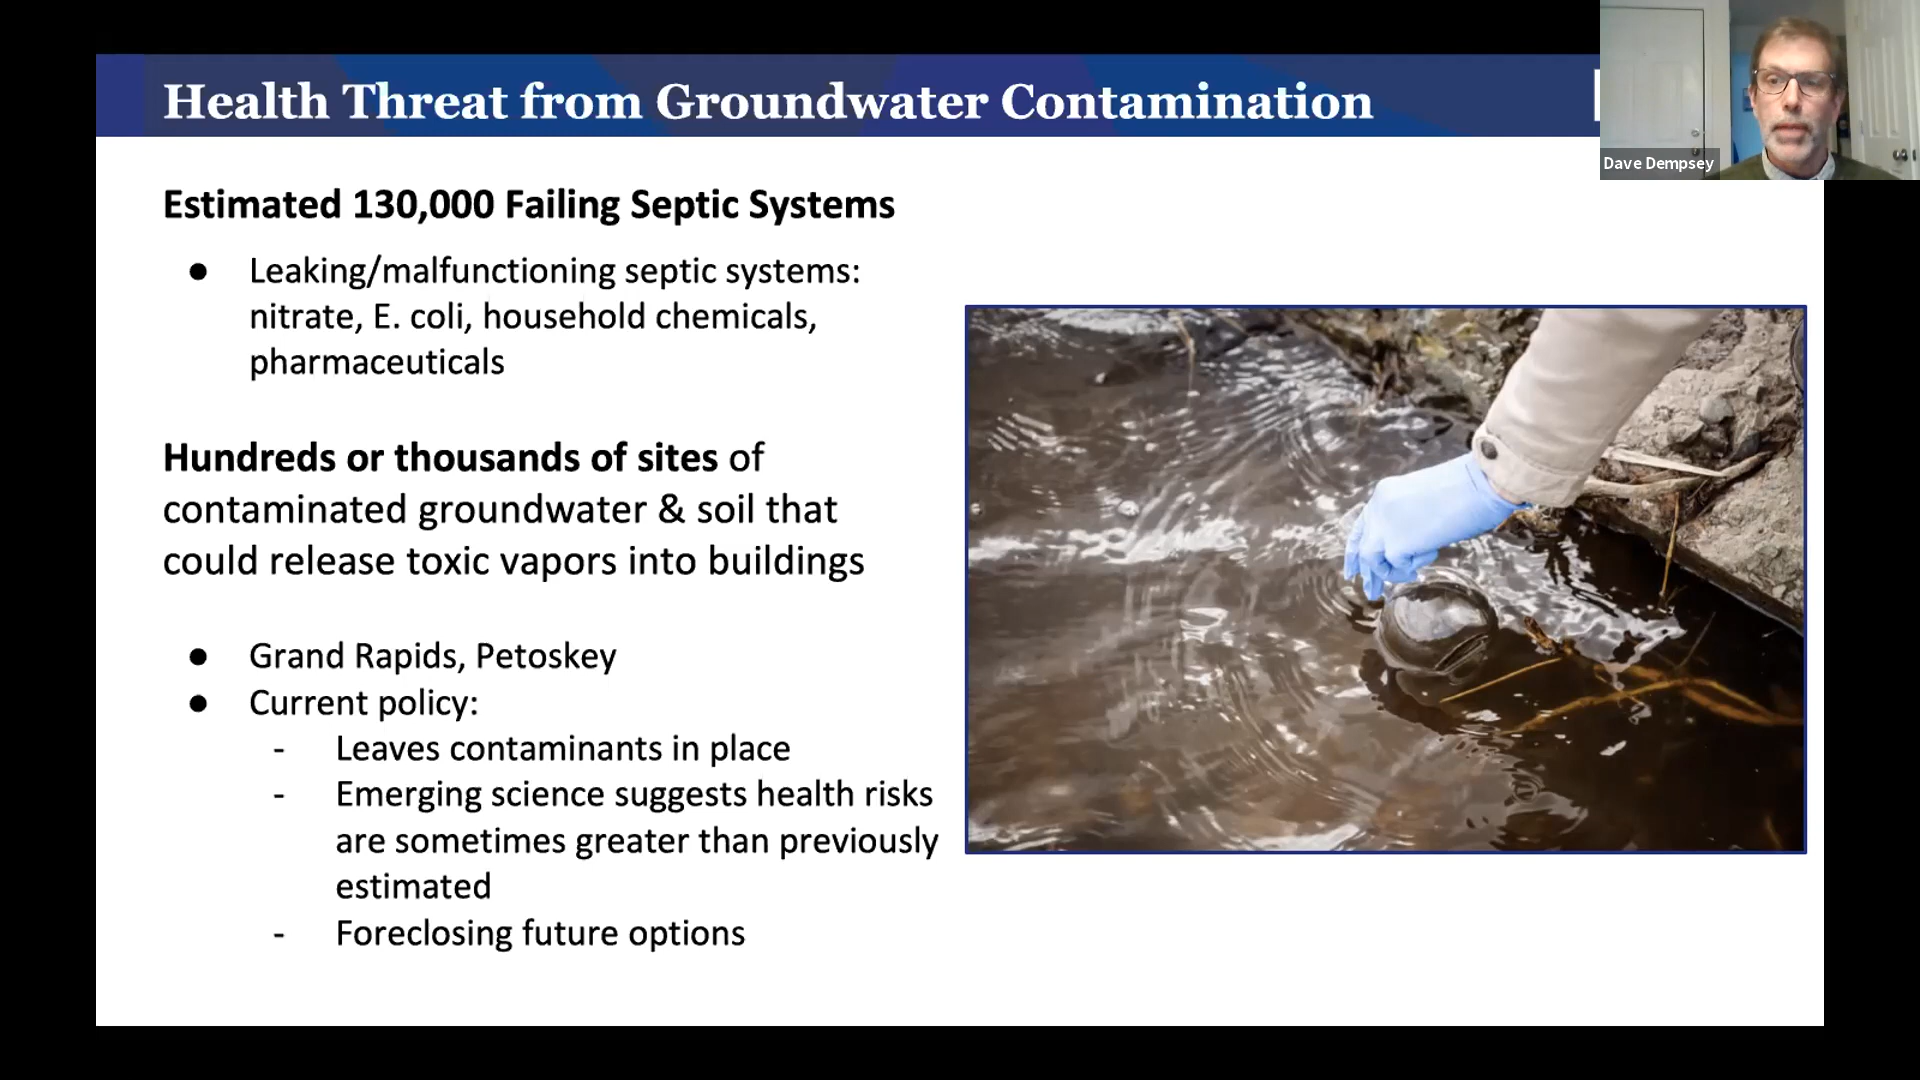 Health Threat from Groundwater Contamination
Dave Dempsey
Estimated 130,000 Failing Septic Systems
● Leaking/malfunctioning septic systems:
nitrate, E. coli, household chemicals,
pharmaceuticals
Hundreds or thousands of sites of
contaminated groundwater & soil that
could release toxic vapors into buildings
● Grand Rapids, Petoskey
● Current policy:
- Leaves contaminants in place
- Emerging science suggests health risks
are sometimes greater than previously
estimated
- Foreclosing future options